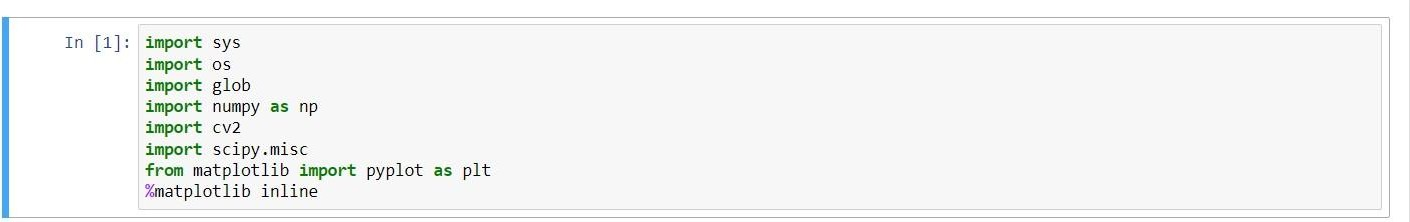 In [1]: import sys
import os
import glob
import numpy as np
import cv2
import scipy.misc
from matplotlib import pyplot as plt
%matplotlib inline